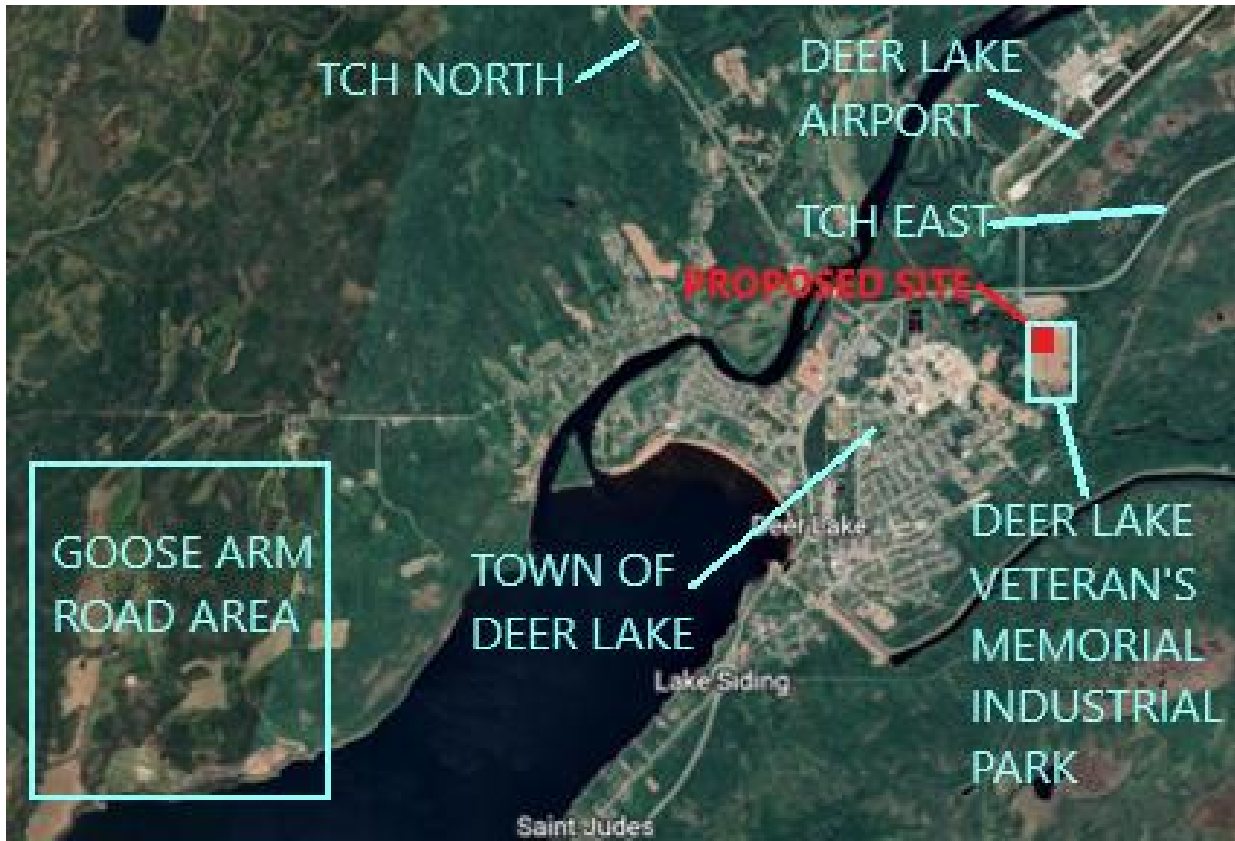 TCH NORTH
DEER LAKE
AIRPORT
TCH EAST
PROPOSED SITE
GOOSE ARM
ROAD AREA
TOWN OF
DEER LAKE
Deer Lake
DEER LAKE
VETERAN'S
MEMORIAL
INDUSTRIAL
PARK
Lake Siding
Saint Judes